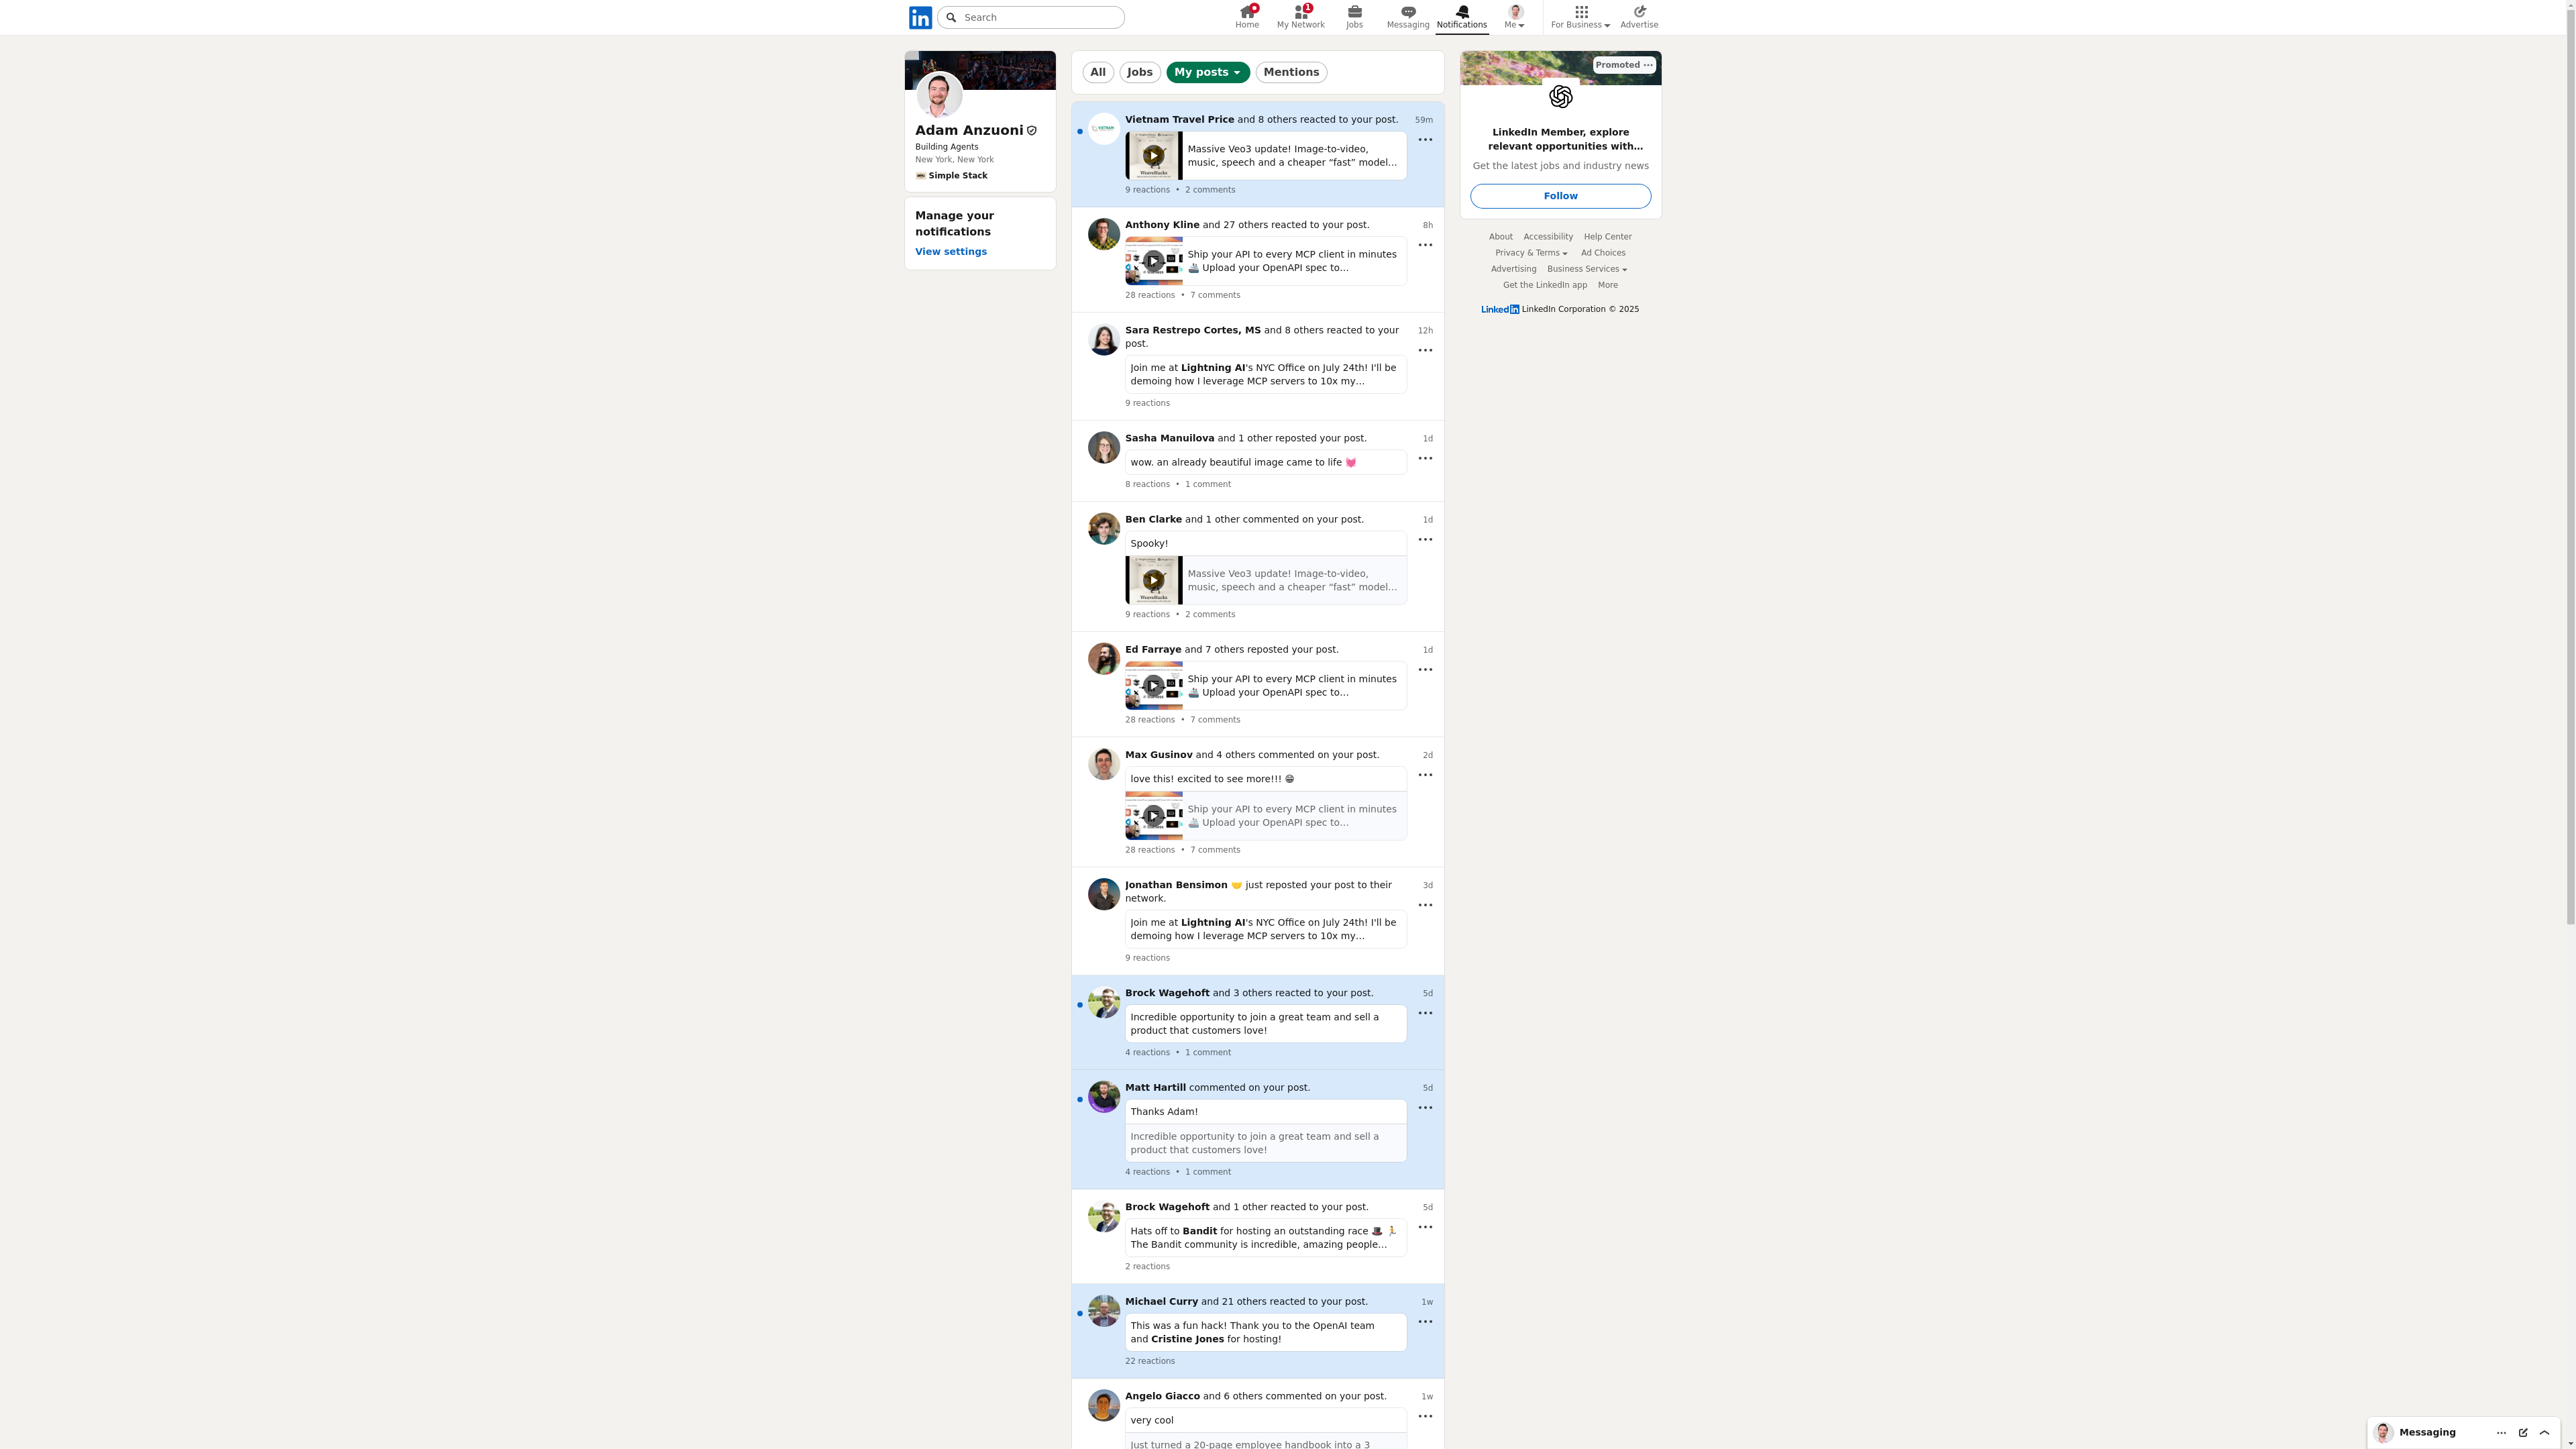 in
Search
Home
1
My Network
Jobs
Messaging
Notifications
Me
For Business
Advertise
Adam Anzuoni
Building Agents
New York, New York
Simple Stack
Manage your
notifications
View settings
All
Jobs
My posts
Mentions
Vietnam Travel Price and 8 others reacted to your post.
59m
Massive Veo3 update! Image-to-video,
music, speech and a cheaper “fast” model...
9 reactions • 2 comments
Anthony Kline and 27 others reacted to your post.
8h
Ship your API to every MCP client in minutes
🚢 Upload your OpenAPI spec to...
28 reactions • 7 comments
Sara Restrepo Cortes, MS and 8 others reacted to your
post.
12h
Join me at Lightning AI's NYC Office on July 24th! I'll be
demoing how I leverage MCP servers to 10x my...
9 reactions
Sasha Manuilova and 1 other reposted your post.
1d
wow. an already beautiful image came to life 💓
8 reactions • 1 comment
Ben Clarke and 1 other commented on your post.
1d
Spooky!
Massive Veo3 update! Image-to-video,
music, speech and a cheaper “fast” model...
9 reactions • 2 comments
Ed Farraye and 7 others reposted your post.
1d
Ship your API to every MCP client in minutes
🚢 Upload your OpenAPI spec to...
28 reactions • 7 comments
Max Gusinov and 4 others commented on your post.
2d
love this! excited to see more!!! 😁
Ship your API to every MCP client in minutes
🚢 Upload your OpenAPI spec to...
28 reactions • 7 comments
Jonathan Bensimon 🤝 just reposted your post to their
network.
3d
Join me at Lightning AI's NYC Office on July 24th! I'll be
demoing how I leverage MCP servers to 10x my...
9 reactions
Brock Wagehoft and 3 others reacted to your post.
5d
Incredible opportunity to join a great team and sell a
product that customers love!
4 reactions • 1 comment
Matt Hartill commented on your post.
5d
Thanks Adam!
Incredible opportunity to join a great team and sell a
product that customers love!
4 reactions • 1 comment
Brock Wagehoft and 1 other reacted to your post.
5d
Hats off to Bandit for hosting an outstanding race 🎩 🏃
The Bandit community is incredible, amazing people...
2 reactions
Michael Curry and 21 others reacted to your post.
1w
This was a fun hack! Thank you to the OpenAI team
and Cristine Jones for hosting!
22 reactions
Angelo Giacco and 6 others commented on your post.
1w
very cool
Just turned a 20-page employee handbook into a 3
Promoted
LinkedIn Member, explore
relevant opportunities with...
Get the latest jobs and industry news
Follow
About Accessibility Help Center
Privacy & Terms Ad Choices
Advertising Business Services
Get the LinkedIn app More
LinkedIn LinkedIn Corporation © 2025
Messaging